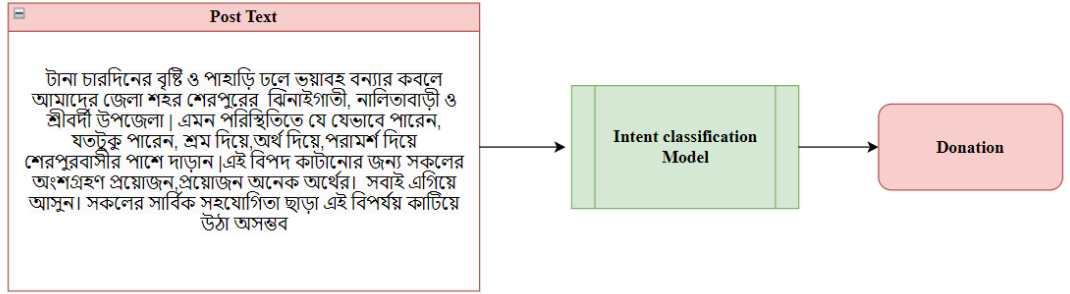 Post Text
টানা চারদিনের বৃষ্টি ও পাহাড়ি ঢলে ভয়াবহ বন্যার কবলে
আমাদের জেলা শহর শেরপুরের  ঝিনাইগাতী, নালিতাবাড়ী ও
শ্রীবর্দী উপজেলা | এমন পরিস্থিতিতে যে যেভাবে পারেন,
যতটুকু পারেন, শ্রম দিয়ে,অর্থ দিয়ে,পরামর্শ দিয়ে
শেরপুরবাসীর পাশে দাড়ান |এই বিপদ কাটানোর জন্য সকলের
অংশগ্রহণ প্রয়োজন,প্রয়োজন অনেক অর্থের।  সবাই এগিয়ে
আসুন। সকলের সার্বিক সহযোগিতা ছাড়া এই বিপর্যয় কাটিয়ে
উঠা অসম্ভব
Intent classification
Model
Donation